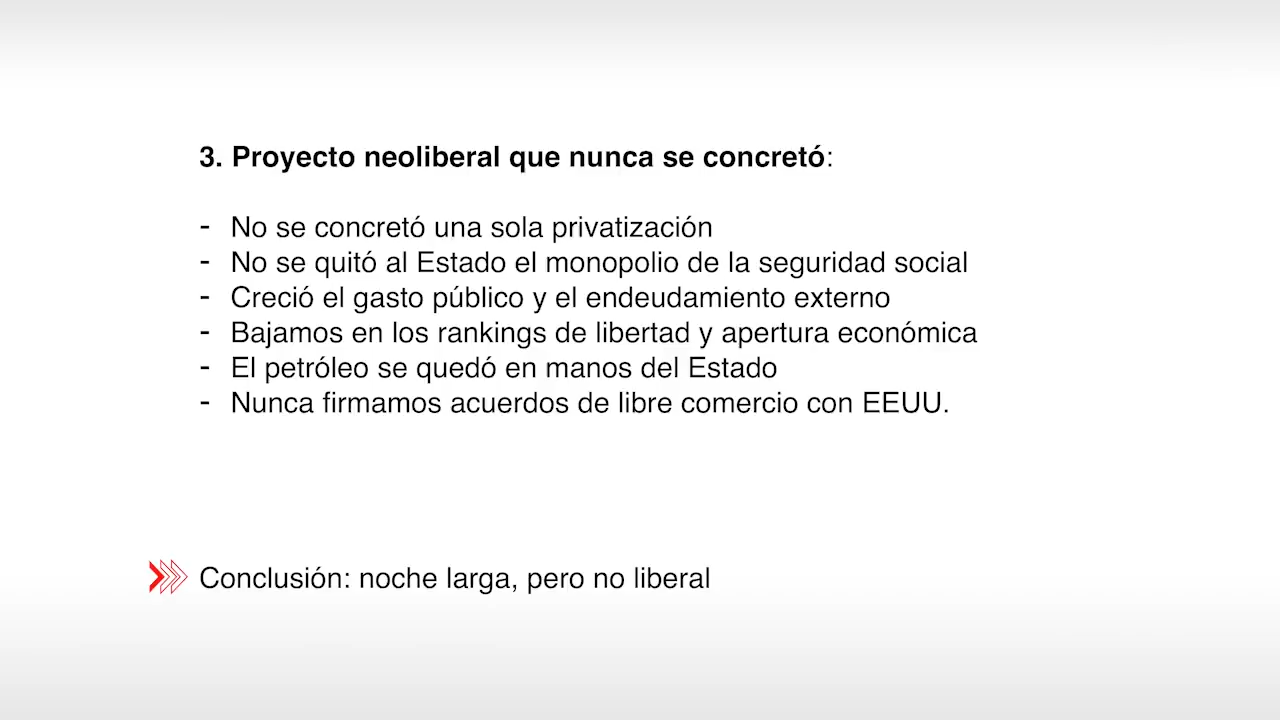 3. Proyecto neoliberal que nunca se concretó:
- No se concretó una sola privatización
- No se quitó al Estado el monopolio de la seguridad social
- Creció el gasto público y el endeudamiento externo
- Bajamos en los rankings de libertad y apertura económica
- El petróleo se quedó en manos del Estado
- Nunca firmamos acuerdos de libre comercio con EEUU.
Conclusión: noche larga, pero no liberal